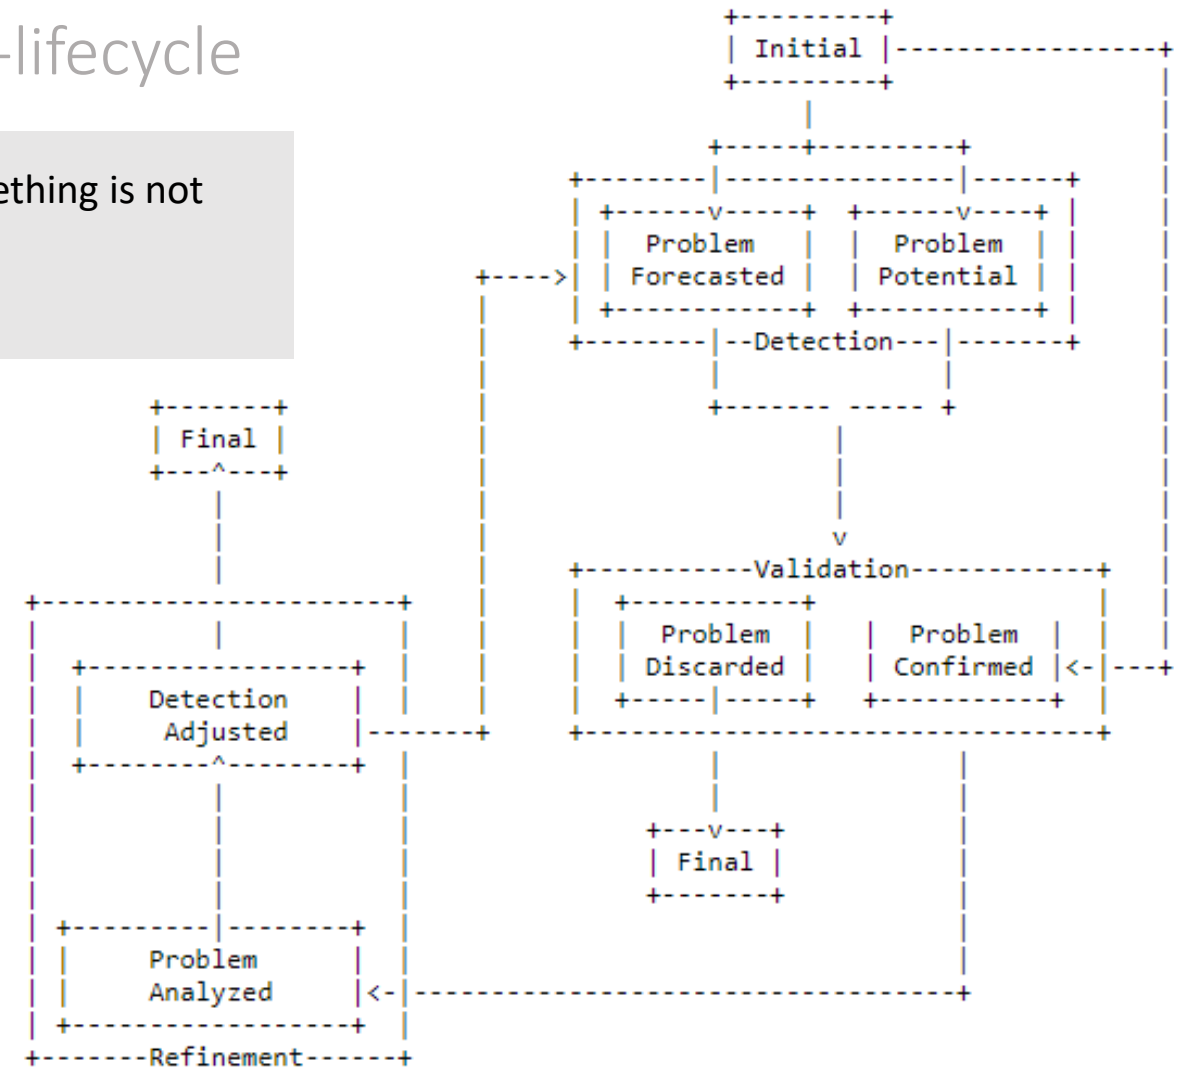 -lifecycle
ething is not
Initial
Problem Forecasted
Problem Potential
Detection
Final
Validation
Problem Discarded
Problem Confirmed
Detection Adjusted
Final
Problem Analyzed
Refinement